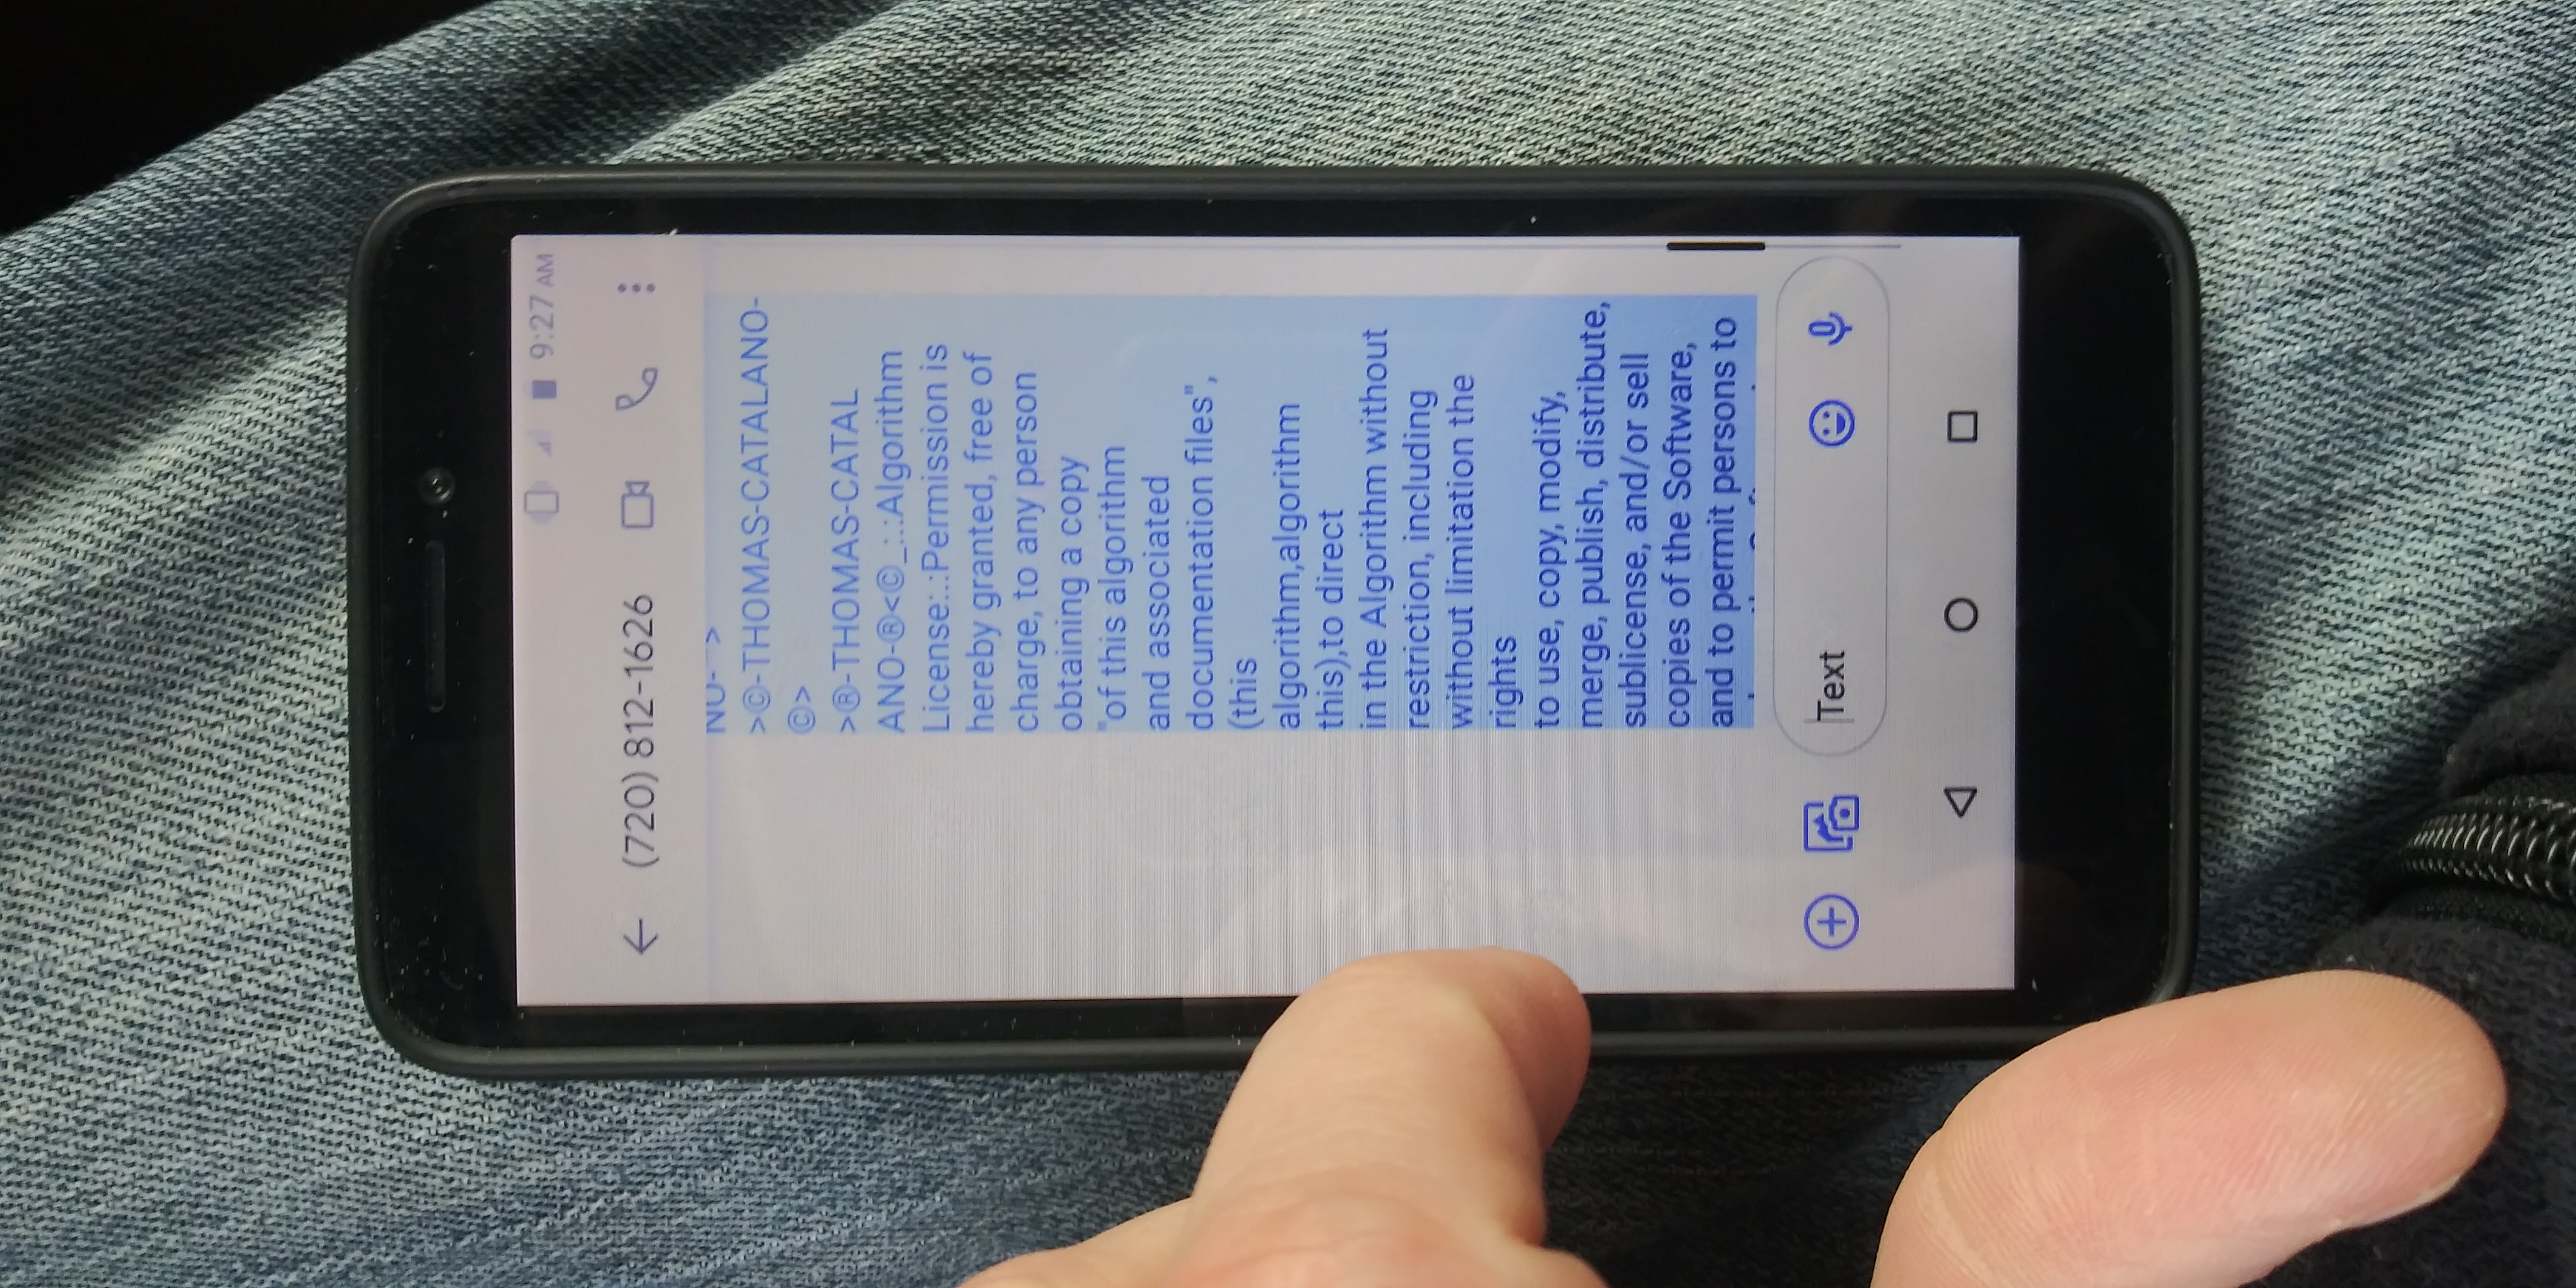 9:27 AM
(720) 812-1626
NO- >
>©-THOMAS-CATALANO-
©>
>®-THOMAS-CATAL
ANO-®<©_:.:Algorithm
License:.:Permission is
hereby granted, free of
charge, to any person
obtaining a copy
"of this algorithm
and associated
documentation files",
(this
algorithm,algorithm
this),to direct
in the Algorithm without
restriction, including
without limitation the
rights
to use, copy, modify,
merge, publish, distribute,
sublicense, and/or sell
copies of the Software,
and to permit persons to
Text